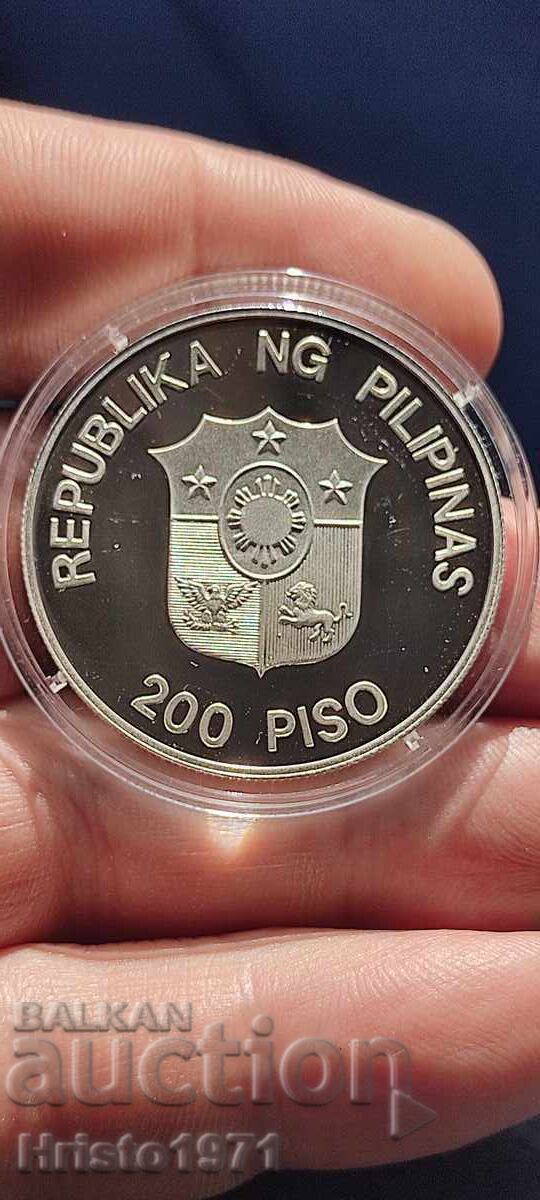 REPUBLIKA NG PILIPINAS
200 PISO
BALKAN
auction
Hristo1971